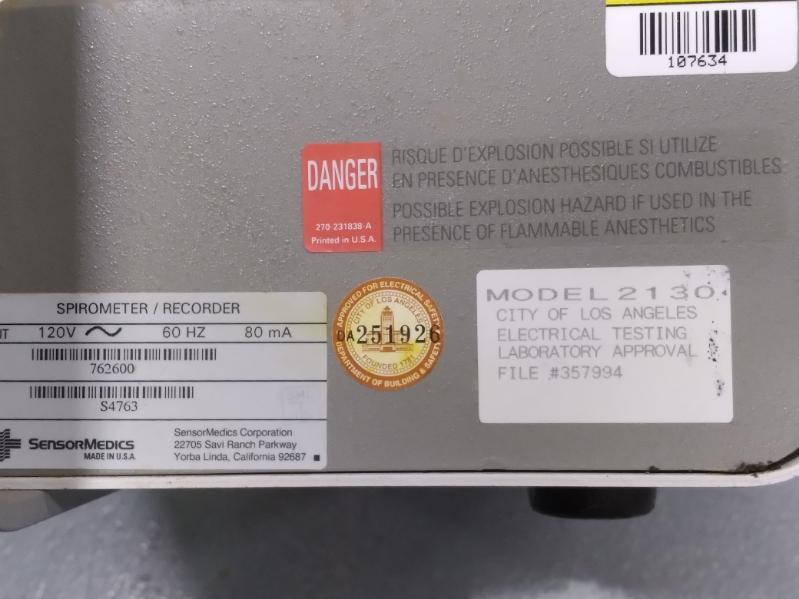 107634
DANGER
270-231838-A
Printed in U.S.A.
RISQUE D'EXPLOSION POSSIBLE SI UTILIZE
EN PRESENCE D'ANESTHESIQUES COMBUSTIBLES
POSSIBLE EXPLOSION HAZARD IF USED IN THE
PRESENCE OF FLAMMABLE ANESTHETICS
SPIROMETER / RECORDER
120V 60 HZ 80 mA
762600
S4763
SENSORMEDICS
MADE IN U.S.A.
SensorMedics Corporation
22705 Savi Ranch Parkway
Yorba Linda, California 92687
APPROVED FOR ELECTRICAL SAFETY
CITY OF LOS ANGELES
251926
FOUNDED 1781
DEPARTMENT OF BUILDING & SAFETY
MODEL 2130
CITY OF LOS ANGELES
ELECTRICAL TESTING
LABORATORY APPROVAL
FILE #357994